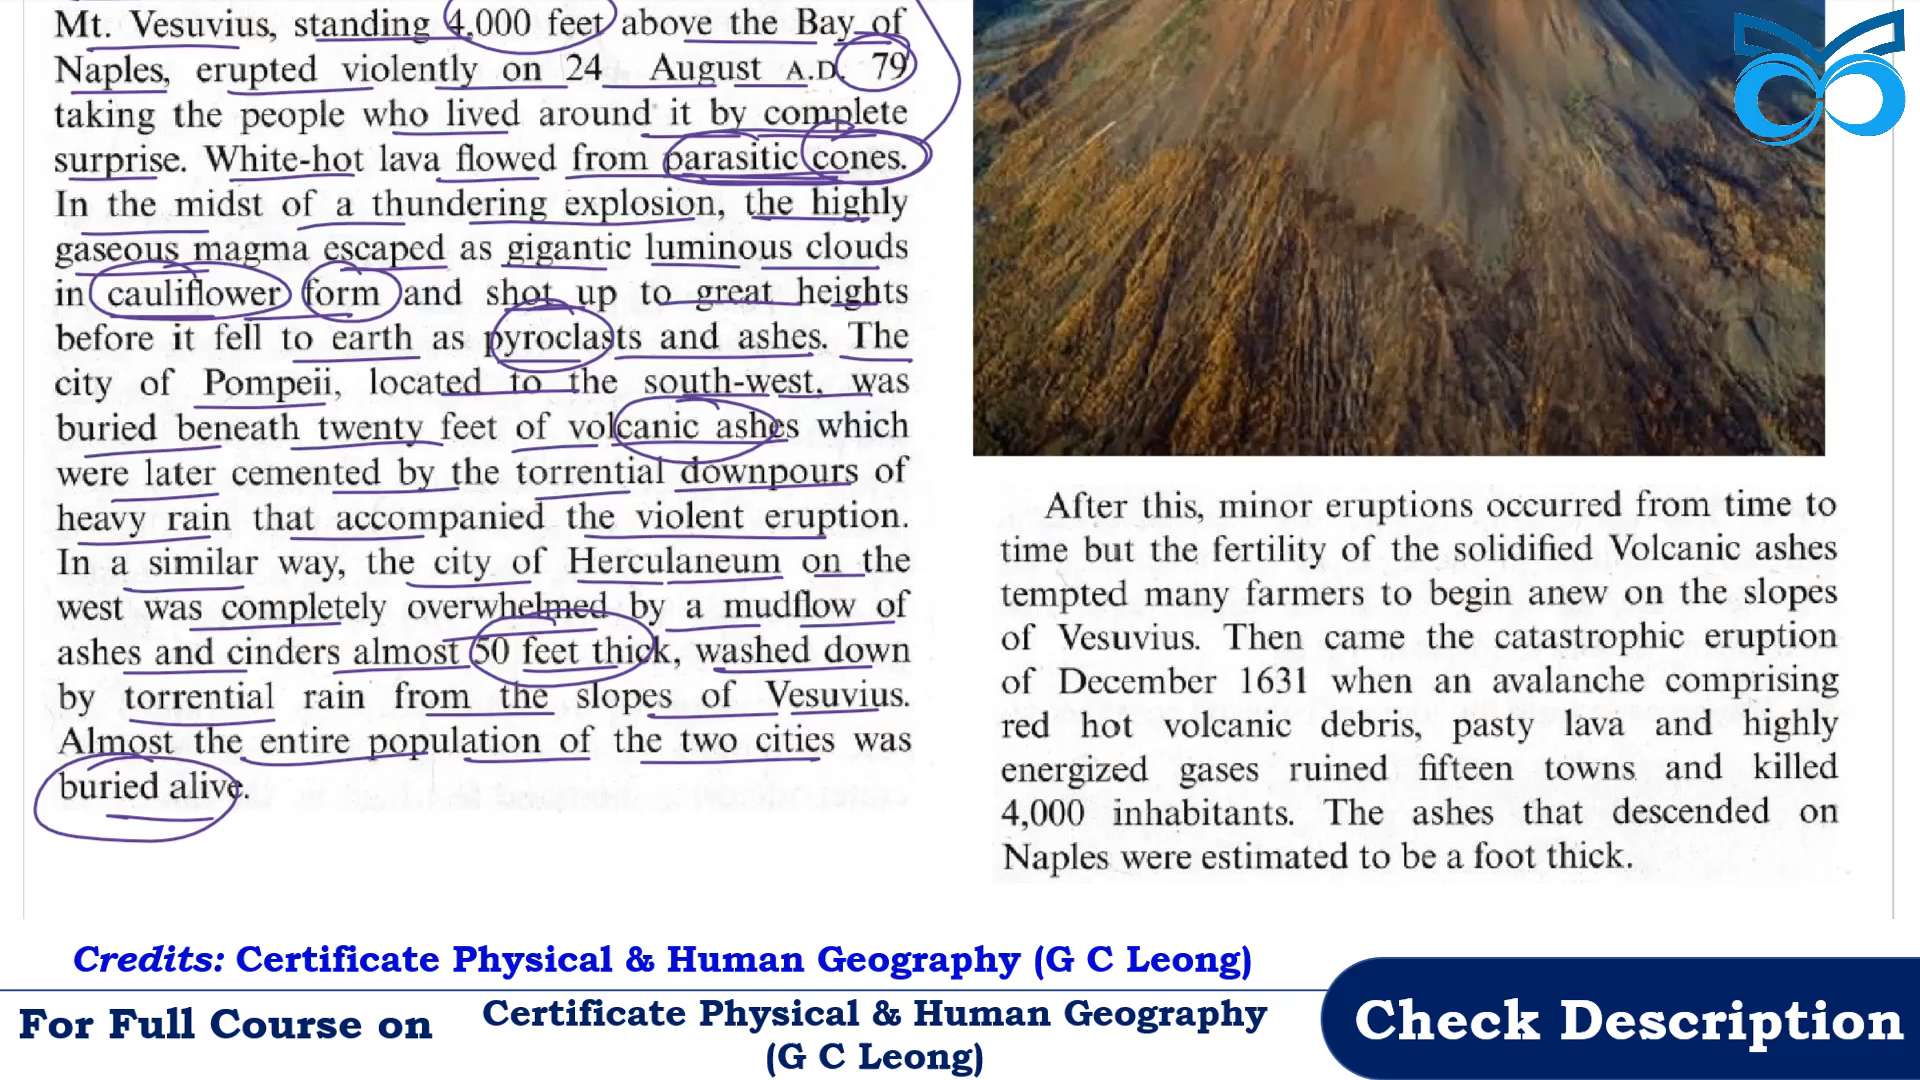 Mt. Vesuvius, standing 4,000 feet above the Bay of
Naples, erupted violently on 24 August A.D. 79
taking the people who lived around it by complete
surprise. White-hot lava flowed from parasitic cones.
In the midst of a thundering explosion, the highly
gaseous magma escaped as gigantic luminous clouds
in cauliflower form and shot up to great heights
before it fell to earth as pyroclasts and ashes. The
city of Pompeii, located to the south-west, was
buried beneath twenty feet of volcanic ashes which
were later cemented by the torrential downpours of
heavy rain that accompanied the violent eruption.
In a similar way, the city of Herculaneum on the
west was completely overwhelmed by a mudflow of
ashes and cinders almost 50 feet thick, washed down
by torrential rain from the slopes of Vesuvius.
Almost the entire population of the two cities was
buried alive.
After this, minor eruptions occurred from time to
time but the fertility of the solidified Volcanic ashes
tempted many farmers to begin anew on the slopes
of Vesuvius. Then came the catastrophic eruption
of December 1631 when an avalanche comprising
red hot volcanic debris, pasty lava and highly
energized gases ruined fifteen towns and killed
4,000 inhabitants. The ashes that descended on
Naples were estimated to be a foot thick.
Credits: Certificate Physical & Human Geography (G C Leong)
For Full Course on
Certificate Physical & Human Geography
(G C Leong)
Check Description